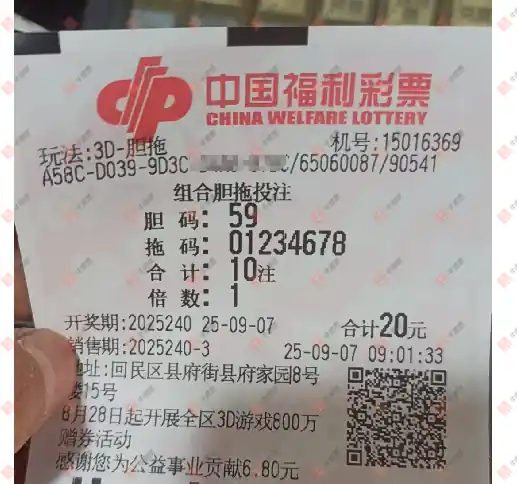 中国福利彩票
CHINA WELFARE LOTTERY
玩法:3D-胆拖 机号:15016369
A58C-D039-9D3C C/65060087/90541
组合胆拖投注
胆 码: 59
拖 码: 01234678
合 计: 10注
倍 数: 1
开奖期:2025240 25-09-07 合计20元
销售期:2025240-3 25-09-07 09:01:33
地址:回民区县府街县府家园8号
楼15号
8月28日起开展全区3D游戏800万
赠券活动
感谢您为公益事业贡献6.80元